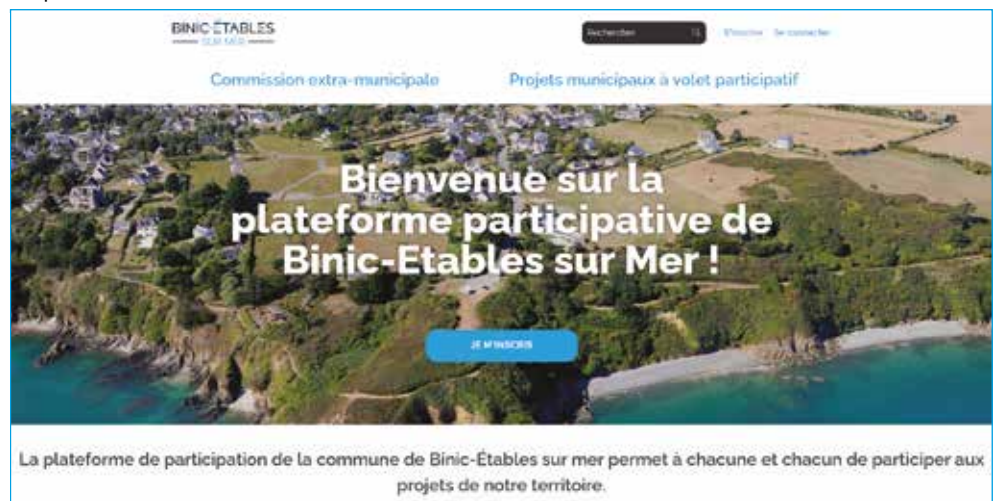 BINIC-ÉTABLES
SUR MER
Rechercher
S'inscrire Se connecter
Commission extra-municipale
Projets municipaux à volet participatif
Bienvenue sur la
plateforme participative de
Binic-Etables sur Mer !
JE M'INSCRIS
La plateforme de participation de la commune de Binic-Étables sur mer permet à chacune et chacun de participer aux
projets de notre territoire.